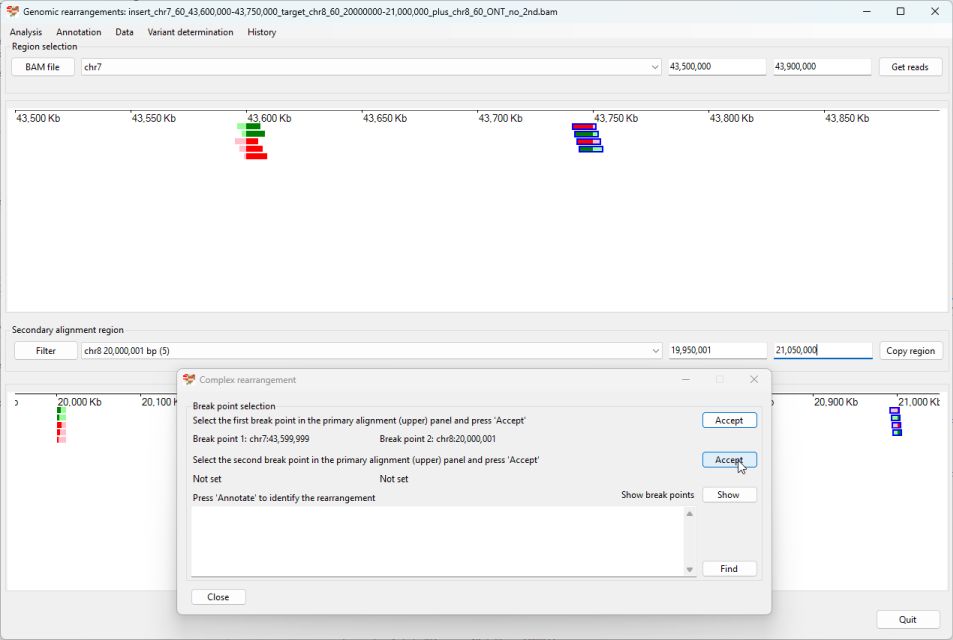 Genomic rearrangements: insert_chr7_60_43,600,000-43,750,000_target_chr8_60_20000000-21,000,000_plus_chr8_60_ONT_no_2nd.bam
Analysis Annotation Data Variant determination History
Region selection
BAM file chr7 43,500,000 43,900,000 Get reads
43,500 Kb 43,550 Kb 43,600 Kb 43,650 Kb 43,700 Kb 43,750 Kb 43,800 Kb 43,850 Kb
Secondary alignment region
Filter chr8 20,000,001 bp (5) 19,950,001 21,050,000 Copy region
20,000 Kb 20,100 20,900 Kb 21,000 Kb
Complex rearrangement
Break point selection
Select the first break point in the primary alignment (upper) panel and press 'Accept' Accept
Break point 1: chr7:43,599,999 Break point 2: chr8:20,000,001
Select the second break point in the primary alignment (upper) panel and press 'Accept' Accept
Not set Not set
Press 'Annotate' to identify the rearrangement Show break points Show
Find
Close
Quit